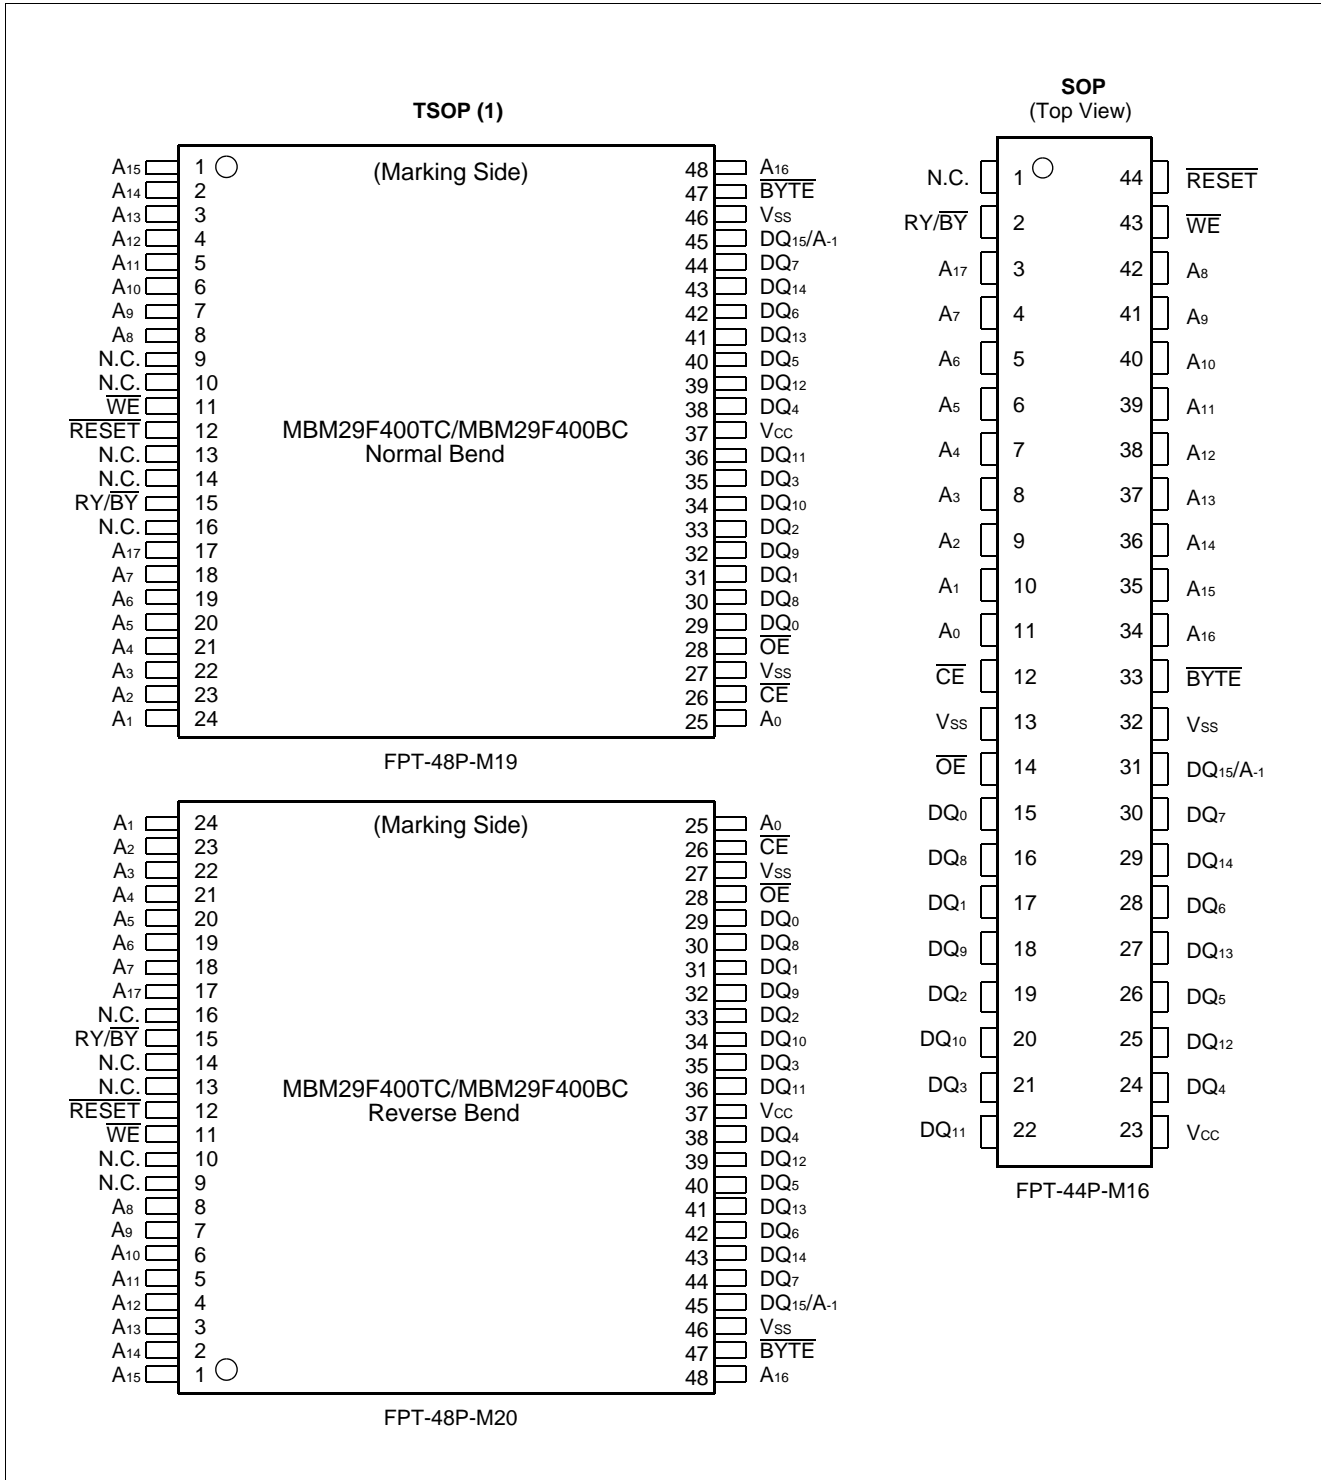 TSOP (1)
(Marking Side)
A15 1 48 A16
A14 2 47 BYTE
A13 3 46 VSS
A12 4 45 DQ15/A-1
A11 5 44 DQ7
A10 6 43 DQ14
A9 7 42 DQ6
A8 8 41 DQ13
N.C. 9 40 DQ5
N.C. 10 39 DQ12
WE 11 38 DQ4
RESET 12 37 VCC
N.C. 13 36 DQ11
N.C. 14 35 DQ3
RY/BY 15 34 DQ10
N.C. 16 33 DQ2
A17 17 32 DQ9
A7 18 31 DQ1
A6 19 30 DQ8
A5 20 29 DQ0
A4 21 28 OE
A3 22 27 VSS
A2 23 26 CE
A1 24 25 A0
MBM29F400TC/MBM29F400BC
Normal Bend
FPT-48P-M19
(Marking Side)
A1 24 25 A0
A2 23 26 CE
A3 22 27 VSS
A4 21 28 OE
A5 20 29 DQ0
A6 19 30 DQ8
A7 18 31 DQ1
A17 17 32 DQ9
N.C. 16 33 DQ2
RY/BY 15 34 DQ10
N.C. 14 35 DQ3
N.C. 13 36 DQ11
RESET 12 37 VCC
WE 11 38 DQ4
N.C. 10 39 DQ12
N.C. 9 40 DQ5
A8 8 41 DQ13
A9 7 42 DQ6
A10 6 43 DQ14
A11 5 44 DQ7
A12 4 45 DQ15/A-1
A13 3 46 VSS
A14 2 47 BYTE
A15 1 48 A16
MBM29F400TC/MBM29F400BC
Reverse Bend
FPT-48P-M20
SOP
(Top View)
N.C. 1 44 RESET
RY/BY 2 43 WE
A17 3 42 A8
A7 4 41 A9
A6 5 40 A10
A5 6 39 A11
A4 7 38 A12
A3 8 37 A13
A2 9 36 A14
A1 10 35 A15
A0 11 34 A16
CE 12 33 BYTE
VSS 13 32 VSS
OE 14 31 DQ15/A-1
DQ0 15 30 DQ7
DQ8 16 29 DQ14
DQ1 17 28 DQ6
DQ9 18 27 DQ13
DQ2 19 26 DQ5
DQ10 20 25 DQ12
DQ3 21 24 DQ4
DQ11 22 23 VCC
FPT-44P-M16